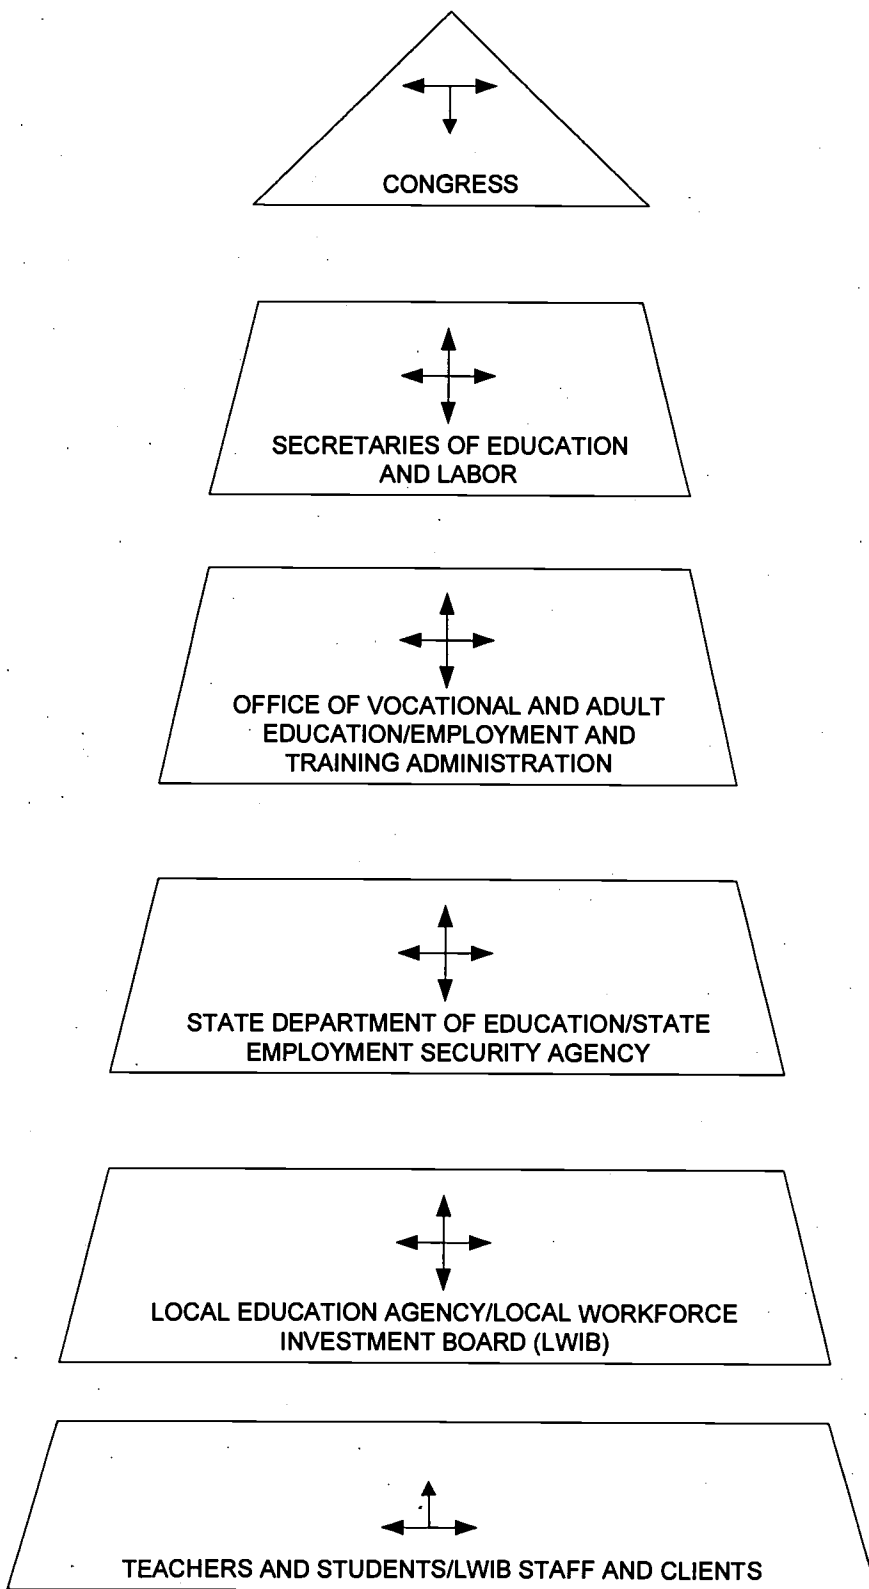 CONGRESS
SECRETARIES OF EDUCATION
AND LABOR
OFFICE OF VOCATIONAL AND ADULT
EDUCATION/EMPLOYMENT AND
TRAINING ADMINISTRATION
STATE DEPARTMENT OF EDUCATION/STATE
EMPLOYMENT SECURITY AGENCY
LOCAL EDUCATION AGENCY/LOCAL WORKFORCE
INVESTMENT BOARD (LWIB)
TEACHERS AND STUDENTS/LWIB STAFF AND CLIENTS